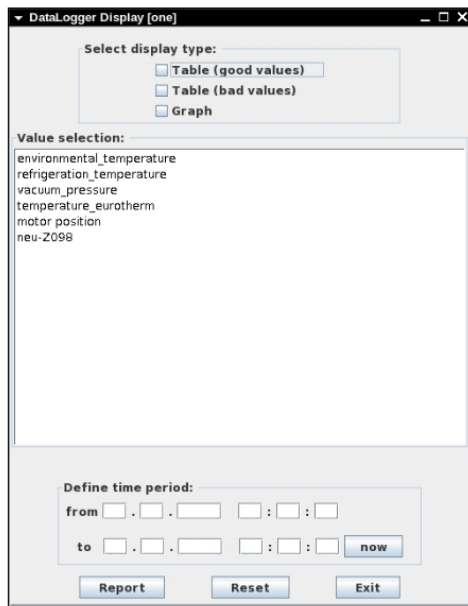 DataLogger Display [one]
Select display type:
Table (good values)
Table (bad values)
Graph
Value selection:
environmental_temperature
refrigeration_temperature
vacuum_pressure
temperature_eurotherm
motor position
neu-Z098
Define time period:
from . . : :
to . . : : now
Report Reset Exit